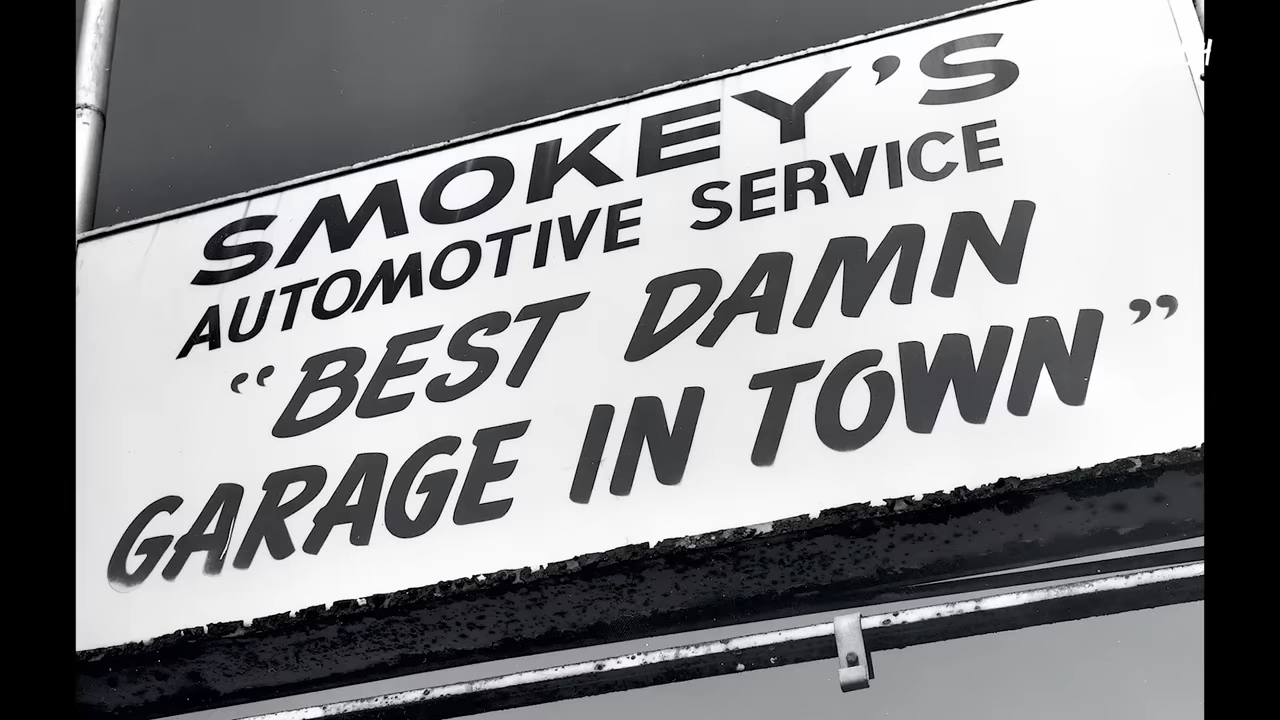 SMOKEY'S
AUTOMOTIVE SERVICE
“BEST DAMN
GARAGE IN TOWN”